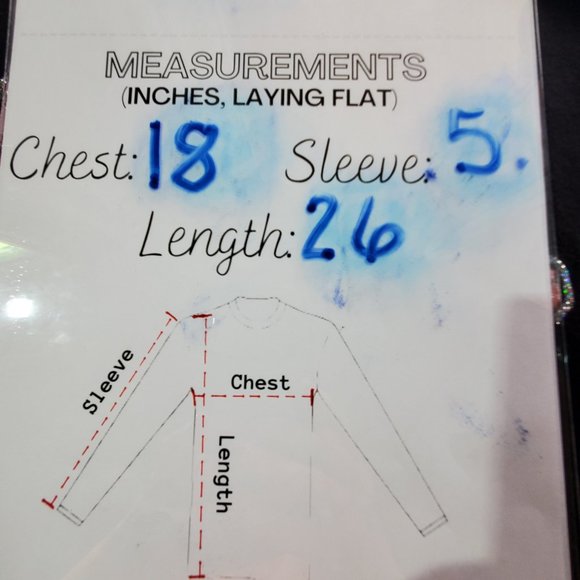 MEASUREMENTS
(INCHES, LAYING FLAT)
Chest: 18 Sleeve: 5.
Length: 26
Sleeve
Chest
Length